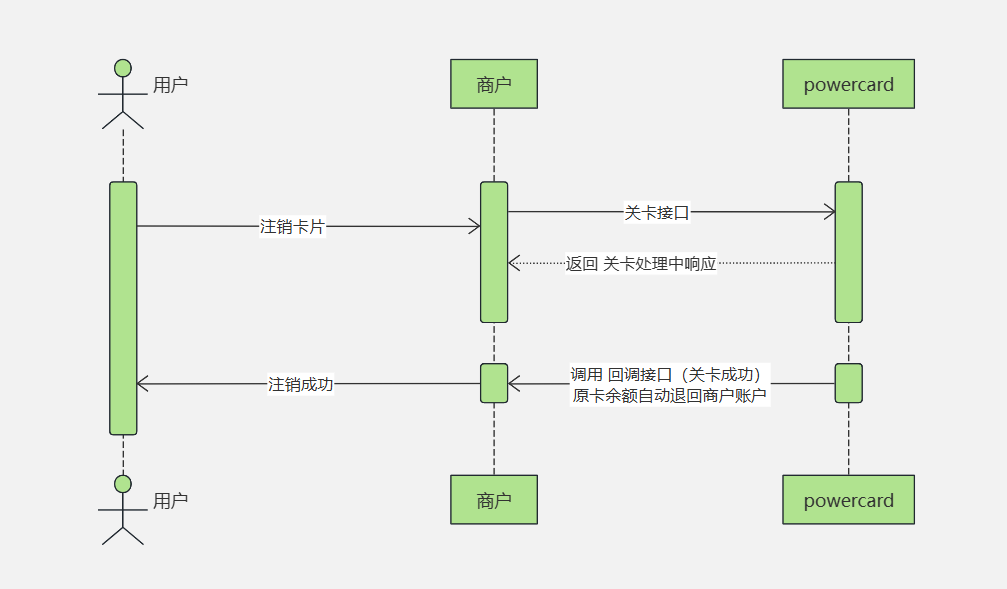 用户
商户
powercard
关卡接口
注销卡片
返回 关卡处理中响应
调用 回调接口（关卡成功）
原卡余额自动退回商户账户
注销成功
用户
商户
powercard